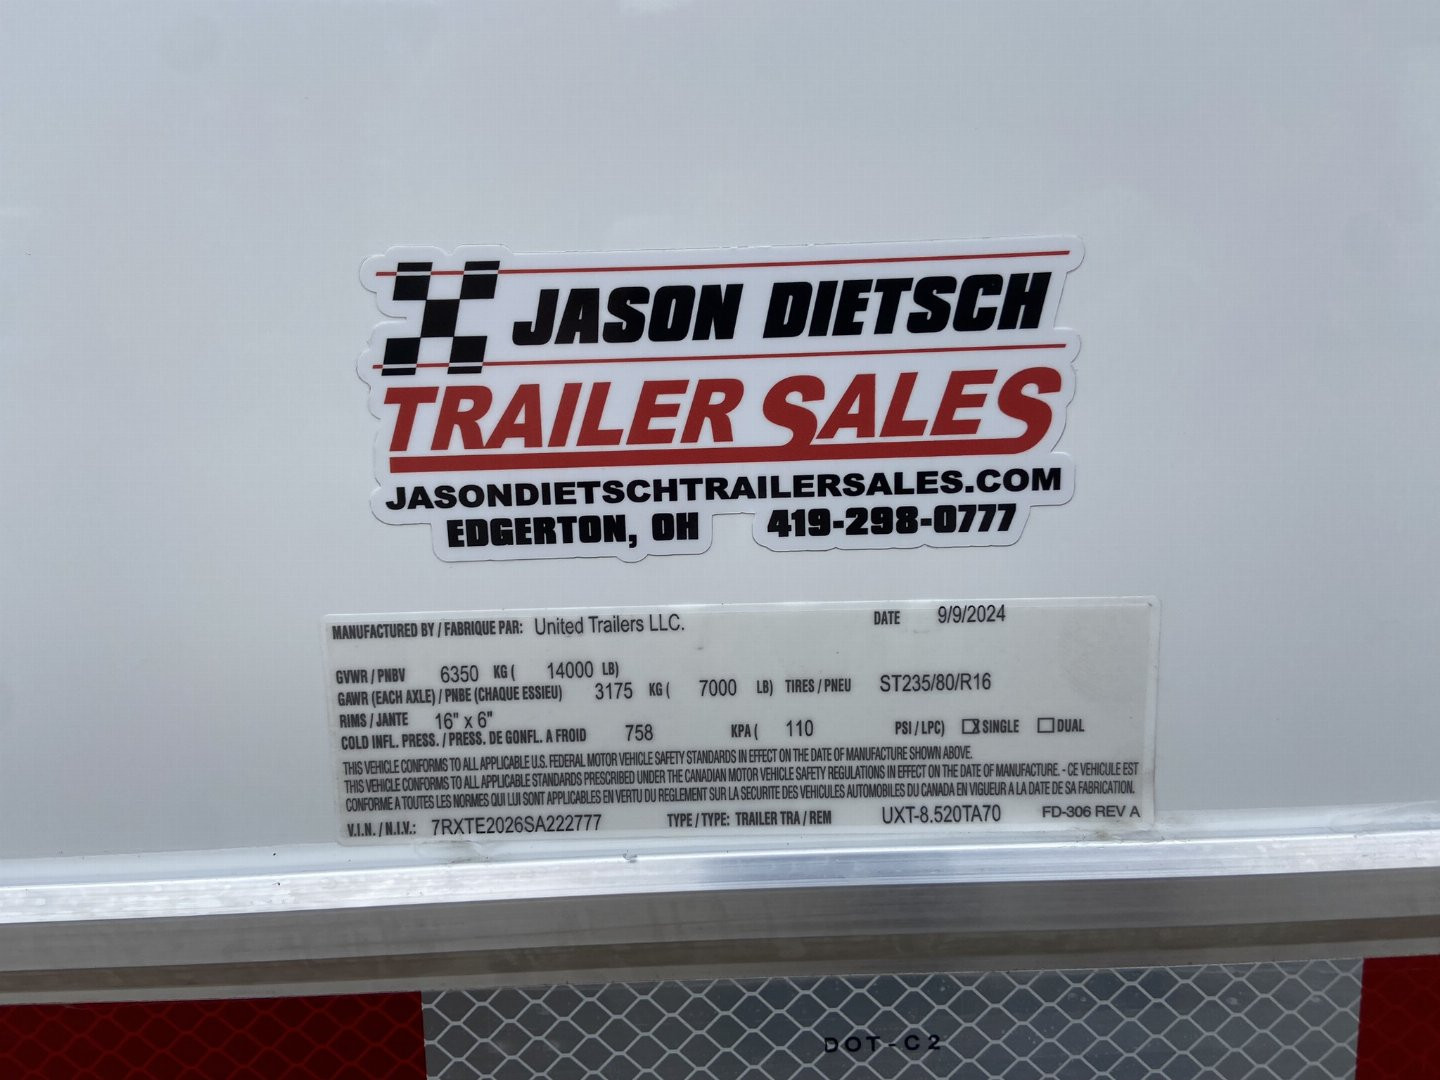 JASON DIETSCH
TRAILER SALES
JASONDIETSCHTRAILERSALES.COM
EDGERTON, OH 419-298-0777
MANUFACTURED BY / FABRIQUE PAR: United Trailers LLC. DATE 9/9/2024
GVWR / PNBV 6350 KG ( 14000 LB)
GAWR (EACH AXLE) / PNBE (CHAQUE ESSIEU) 3175 KG ( 7000 LB) TIRES / PNEU ST235/80/R16
RIMS / JANTE 16" x 6"
COLD INFL. PRESS. / PRESS. DE GONFL. A FROID 758 KPA ( 110 PSI / LPC) X SINGLE DUAL
THIS VEHICLE CONFORMS TO ALL APPLICABLE U.S. FEDERAL MOTOR VEHICLE SAFETY STANDARDS IN EFFECT ON THE DATE OF MANUFACTURE SHOWN ABOVE.
THIS VEHICLE CONFORMS TO ALL APPLICABLE STANDARDS PRESCRIBED UNDER THE CANADIAN MOTOR VEHICLE SAFETY REGULATIONS IN EFFECT ON THE DATE OF MANUFACTURE. - CE VEHICULE EST
CONFORME A TOUTES LES NORMES QUI LUI SONT APPLICABLES EN VERTU DU REGLEMENT SUR LA SECURITE DES VEHICULES AUTOMOBILES DU CANADA EN VIGUEUR A LA DATE DE SA FABRICATION.
V.I.N. / N.I.V.: 7RXTE2026SA222777 TYPE / TYPE: TRAILER TRA / REM UXT-8.520TA70 FD-306 REV A
DOT-C2